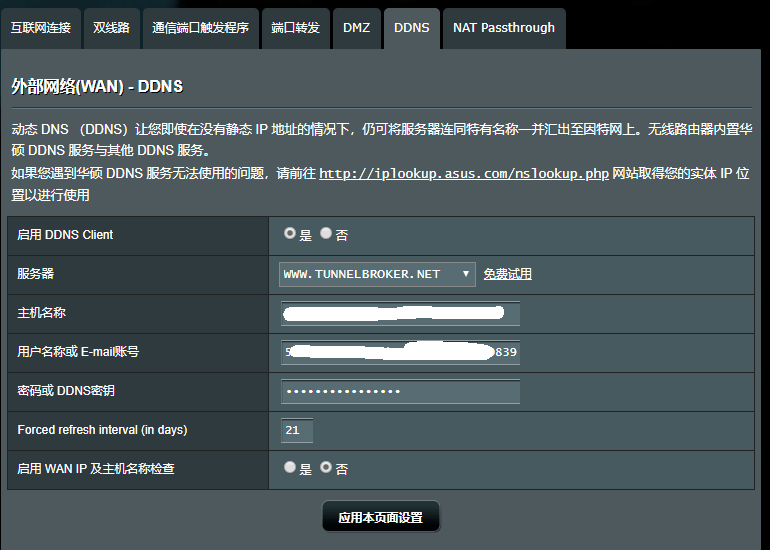 互联网连接 双线路 通信端口触发程序 端口转发 DMZ DDNS NAT Passthrough
外部网络(WAN) - DDNS
动态 DNS （DDNS）让您即使在没有静态 IP 地址的情况下，仍可将服务器连同特有名称一并汇出至因特网上。无线路由器内置华
硕 DDNS 服务与其他 DDNS 服务。
如果您遇到华硕 DDNS 服务无法使用的问题，请前往 http://iplookup.asus.com/nslookup.php 网站取得您的实体 IP 位
置以进行使用
启用 DDNS Client 是 否
服务器 WWW.TUNNELBROKER.NET 免费试用
主机名称
用户名称或 E-mail账号 5 839
密码或 DDNS密钥 ••••••••••••••••
Forced refresh interval (in days) 21
启用 WAN IP 及主机名称检查 是 否
应用本页面设置